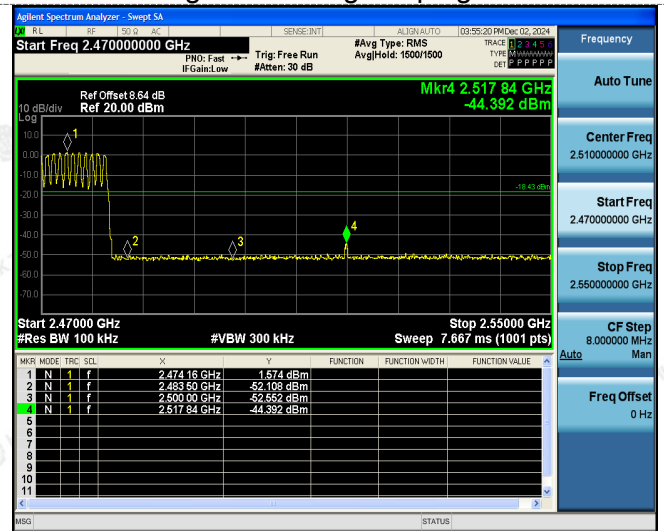 Agilent Spectrum Analyzer - Swept SA
RL RF 50 Ω AC SENSE:INT ALIGN AUTO 03:55:20 PM Dec 02, 2024
Start Freq 2.470000000 GHz
PNO: Fast
IFGain:Low
Trig: Free Run
#Atten: 30 dB
#Avg Type: RMS
Avg|Hold: 1500/1500
TRACE 1 2 3 4 5 6
TYPE MWWWWW
DET P P P P P P
Frequency
Mkr4 2.517 84 GHz
-44.392 dBm
Ref Offset 8.64 dB
Ref 20.00 dBm
10 dB/div
Log
10.0
0.00
-10.0
-20.0
-30.0
-40.0
-50.0
-60.0
-70.0
1
2
3
4
-18.43 dBm
Start 2.47000 GHz
#Res BW 100 kHz
#VBW 300 kHz
Stop 2.55000 GHz
Sweep 7.667 ms (1001 pts)
MKR MODE TRC SCL X Y FUNCTION FUNCTION WIDTH FUNCTION VALUE
1 N 1 f 2.474 16 GHz 1.574 dBm
2 N 1 f 2.483 50 GHz -52.108 dBm
3 N 1 f 2.500 00 GHz -52.552 dBm
4 N 1 f 2.517 84 GHz -44.392 dBm
5
6
7
8
9
10
11
MSG
STATUS
Auto Tune
Center Freq
2.510000000 GHz
Start Freq
2.470000000 GHz
Stop Freq
2.550000000 GHz
CF Step
8.000000 MHz
Auto Man
Freq Offset
0 Hz